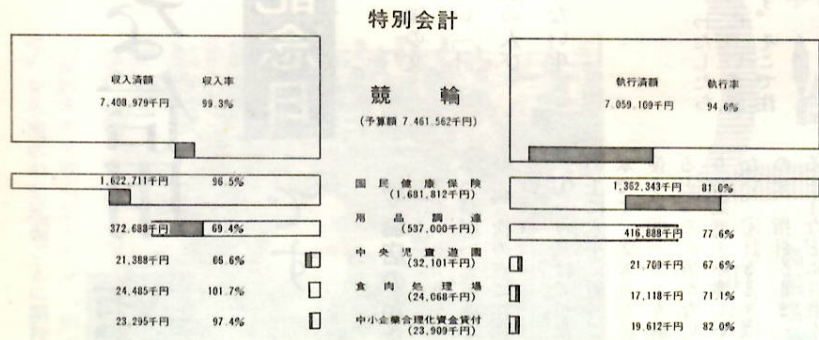 特別会計
収入済額 収入率
7,408,979千円 99.3%
競輪
(予算額 7,461,562千円)
執行済額 執行率
7,059,109千円 94.6%
1,622,711千円 96.5%
国民健康保険
(1,681,812千円)
1,362,343千円 81.0%
372,688千円 69.4%
用品調達
(537,000千円)
416,888千円 77.6%
21,388千円 66.6%
中央児童遊園
(32,101千円)
21,709千円 67.6%
24,485千円 101.7%
食肉処理場
(24,068千円)
17,118千円 71.1%
23,295千円 97.4%
中小企業合理化資金貸付
(23,909千円)
19,612千円 82.0%